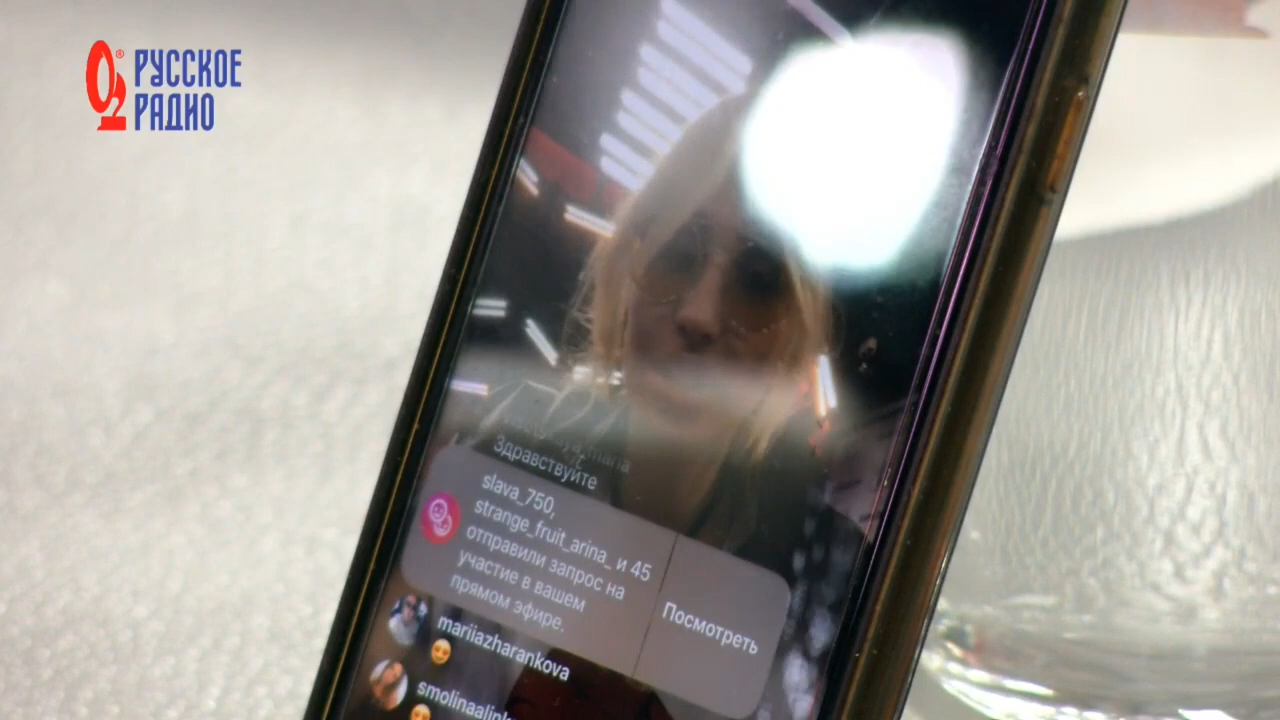 РУССКОЕ
РАДИО
Здравствуйте
slava_750,
strange_fruit_arina_ и 45
отправили запрос на
участие в вашем
прямом эфире.
Посмотреть
mariiazharankova
😍